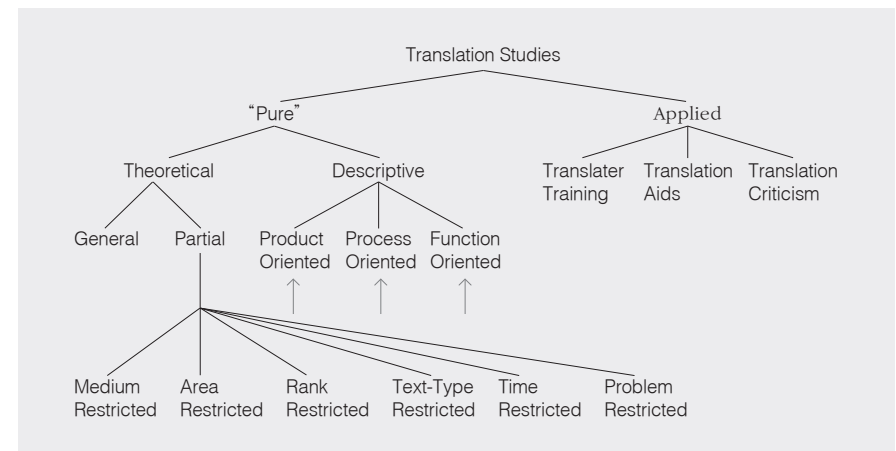 Translation Studies
“Pure”
Applied
Theoretical
Descriptive
Translater
Training
Translation
Aids
Translation
Criticism
General
Partial
Product
Oriented
Process
Oriented
Function
Oriented
Medium
Restricted
Area
Restricted
Rank
Restricted
Text-Type
Restricted
Time
Restricted
Problem
Restricted